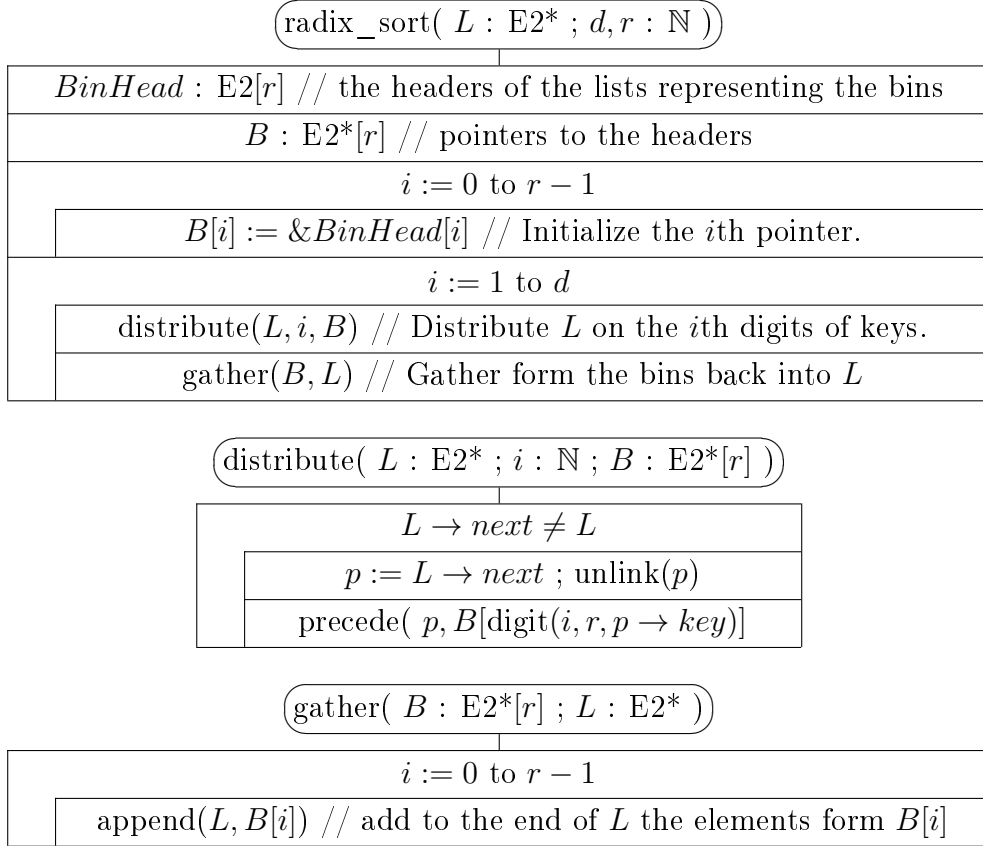 radix_sort( L : E2* ; d, r : ℕ )
BinHead : E2[r] // the headers of the lists representing the bins
B : E2*[r] // pointers to the headers
i := 0 to r − 1
B[i] := &BinHead[i] // Initialize the ith pointer.
i := 1 to d
distribute(L, i, B) // Distribute L on the ith digits of keys.
gather(B, L) // Gather form the bins back into L
distribute( L : E2* ; i : ℕ ; B : E2*[r] )
L → next ≠ L
p := L → next ; unlink(p)
precede( p, B[digit(i, r, p → key)]
gather( B : E2*[r] ; L : E2* )
i := 0 to r − 1
append(L, B[i]) // add to the end of L the elements form B[i]